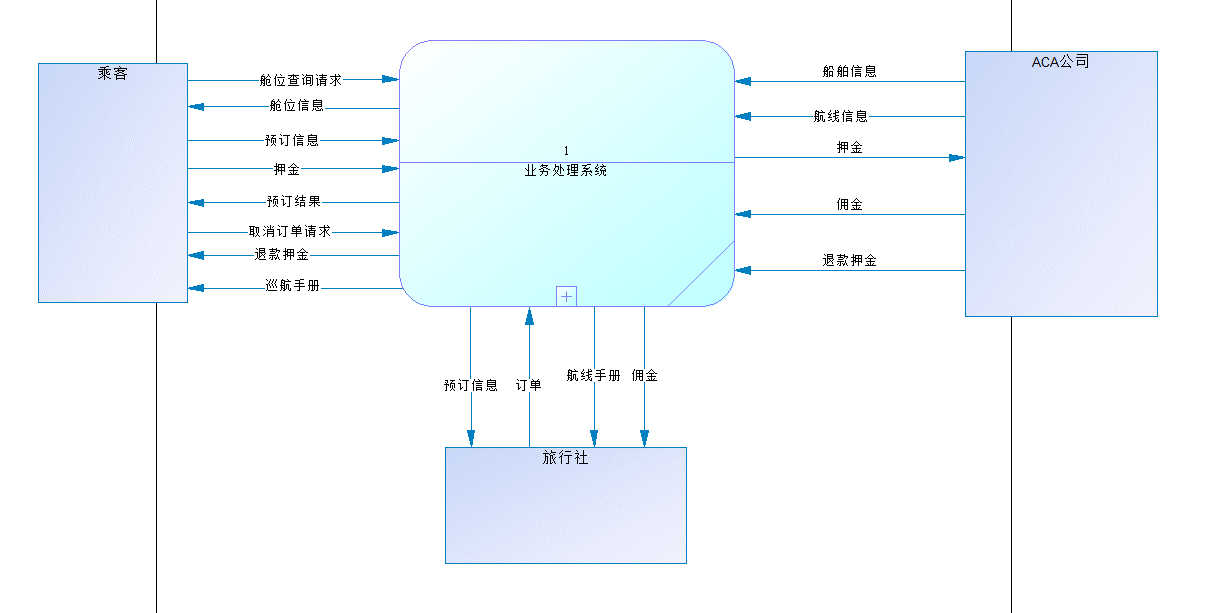 乘客
舱位查询请求
舱位信息
预订信息
押金
预订结果
取消订单请求
退款押金
巡航手册
1
业务处理系统
ACA公司
船舶信息
航线信息
押金
佣金
退款押金
预订信息
订单
航线手册
佣金
旅行社